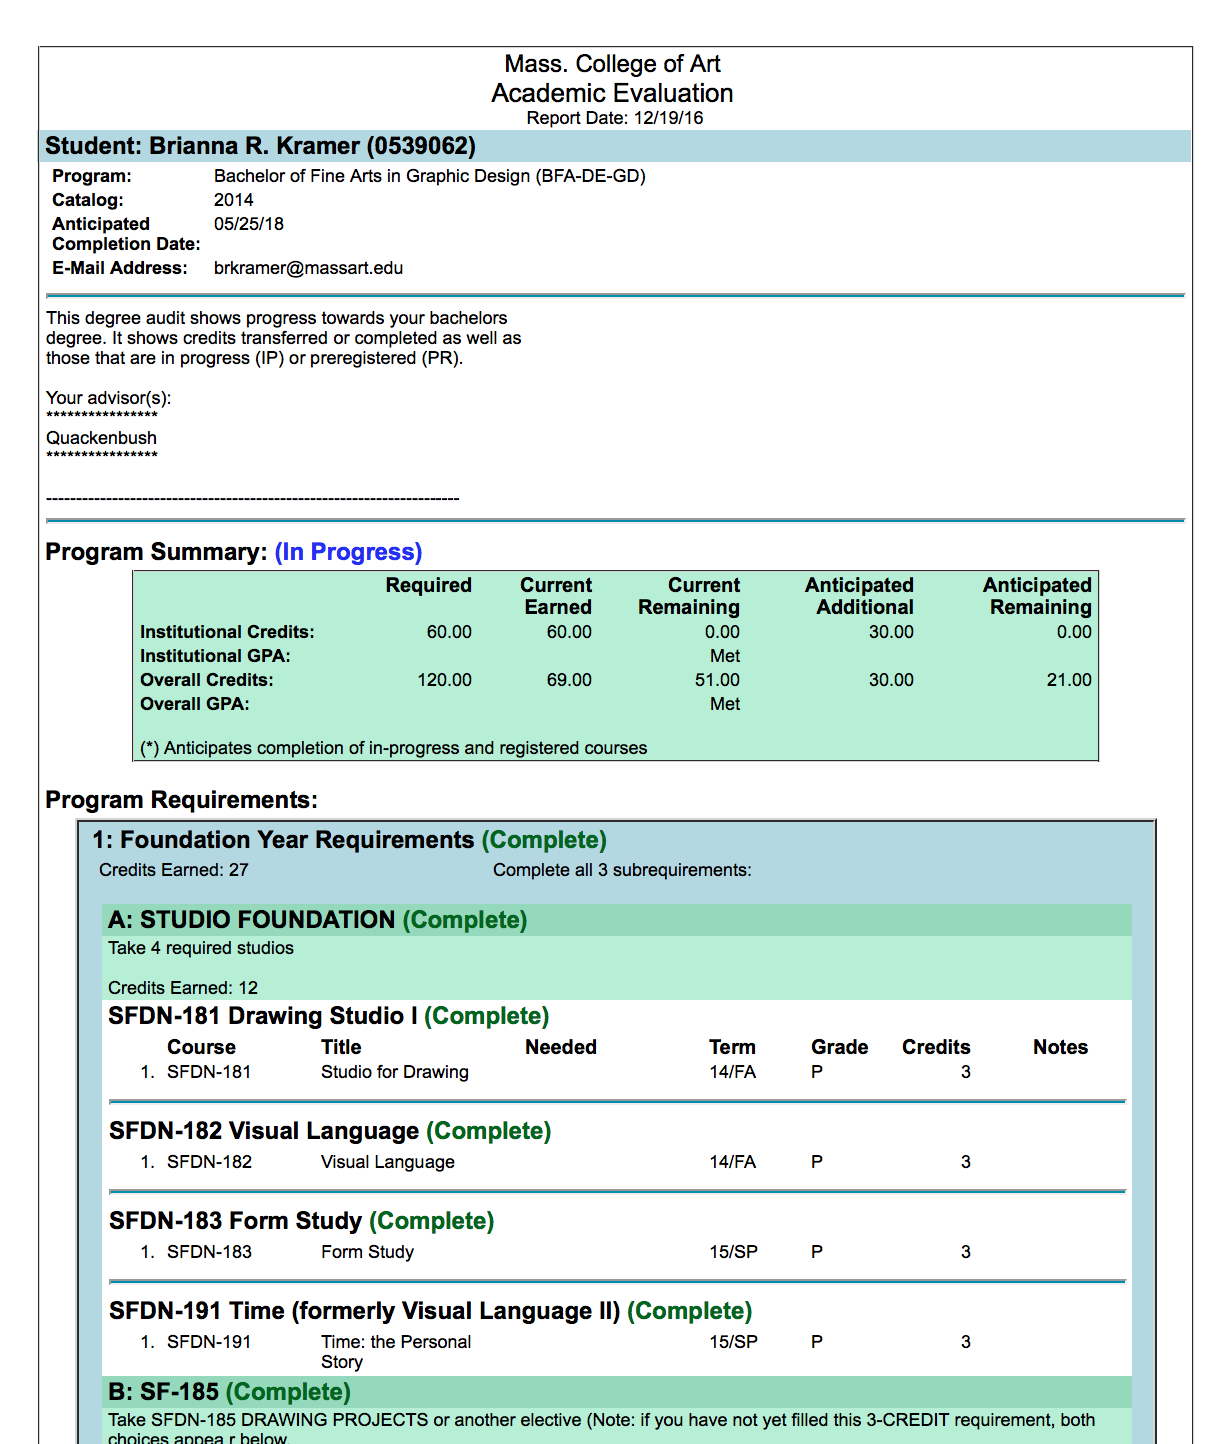 Mass. College of Art
Academic Evaluation
Report Date: 12/19/16
Student: Brianna R. Kramer (0539062)
Program: Bachelor of Fine Arts in Graphic Design (BFA-DE-GD)
Catalog: 2014
Anticipated Completion Date: 05/25/18
E-Mail Address: brkramer@massart.edu
This degree audit shows progress towards your bachelors
degree. It shows credits transferred or completed as well as
those that are in progress (IP) or preregistered (PR).
Your advisor(s):
****************
Quackenbush
****************
---------------------------------------------------------------------
Program Summary: (In Progress)
Required Current Earned Current Remaining Anticipated Additional Anticipated Remaining
Institutional Credits: 60.00 60.00 0.00 30.00 0.00
Institutional GPA: Met
Overall Credits: 120.00 69.00 51.00 30.00 21.00
Overall GPA: Met
(*) Anticipates completion of in-progress and registered courses
Program Requirements:
1: Foundation Year Requirements (Complete)
Credits Earned: 27 Complete all 3 subrequirements:
A: STUDIO FOUNDATION (Complete)
Take 4 required studios
Credits Earned: 12
SFDN-181 Drawing Studio I (Complete)
Course Title Needed Term Grade Credits Notes
1. SFDN-181 Studio for Drawing 14/FA P 3
SFDN-182 Visual Language (Complete)
1. SFDN-182 Visual Language 14/FA P 3
SFDN-183 Form Study (Complete)
1. SFDN-183 Form Study 15/SP P 3
SFDN-191 Time (formerly Visual Language II) (Complete)
1. SFDN-191 Time: the Personal Story 15/SP P 3
B: SF-185 (Complete)
Take SFDN-185 DRAWING PROJECTS or another elective (Note: if you have not yet filled this 3-CREDIT requirement, both
choices appea r below.